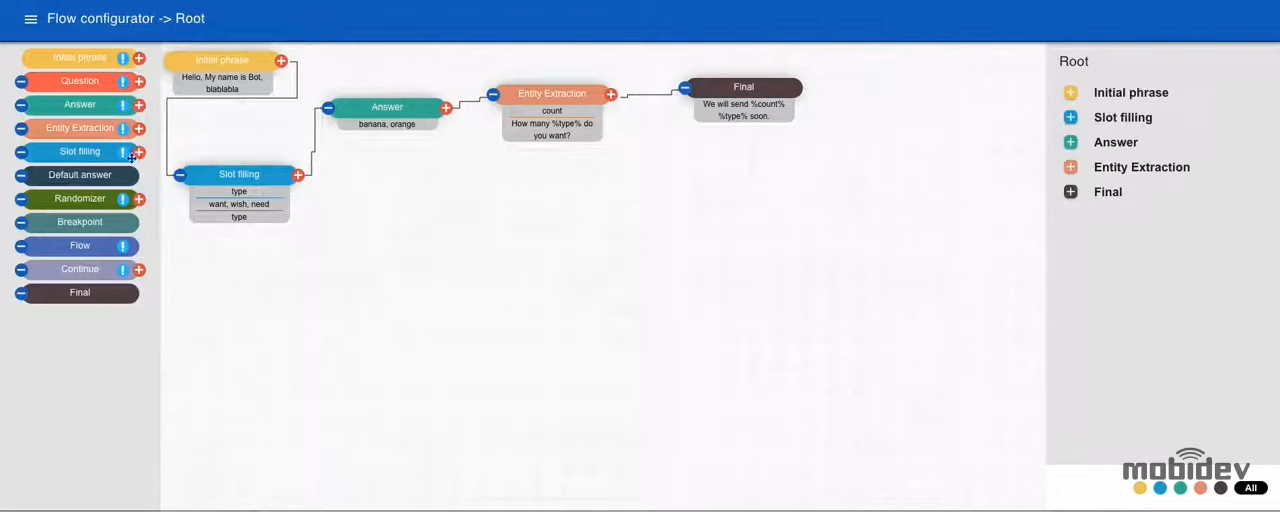 Flow configurator -> Root
Initial phrase
Question
Answer
Entity Extraction
Slot filling
Default answer
Randomizer
Breakpoint
Flow
Continue
Final
Initial phrase
Hello, My name is Bot,
blablabla
Slot filling
type
want, wish, need
type
Answer
banana, orange
Entity Extraction
count
How many %type% do
you want?
Final
We will send %count%
%type% soon.
Root
Initial phrase
Slot filling
Answer
Entity Extraction
Final
mobidev
All